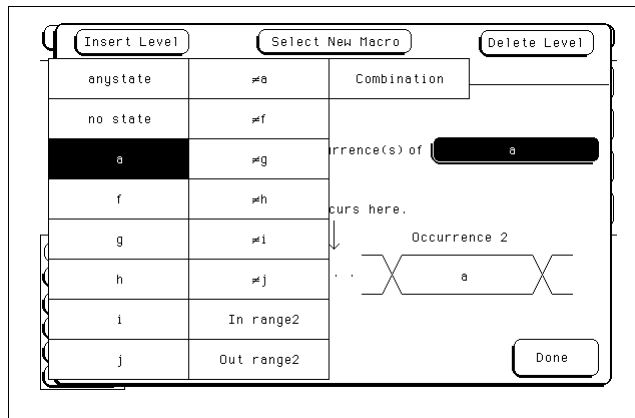 Insert Level Select New Macro Delete Level
anystate ≠a Combination
no state ≠f
a ≠g rrence(s) of a
f ≠h
curs here.
g ≠i Occurrence 2
h ≠j . . a
i In range2
j Out range2 Done